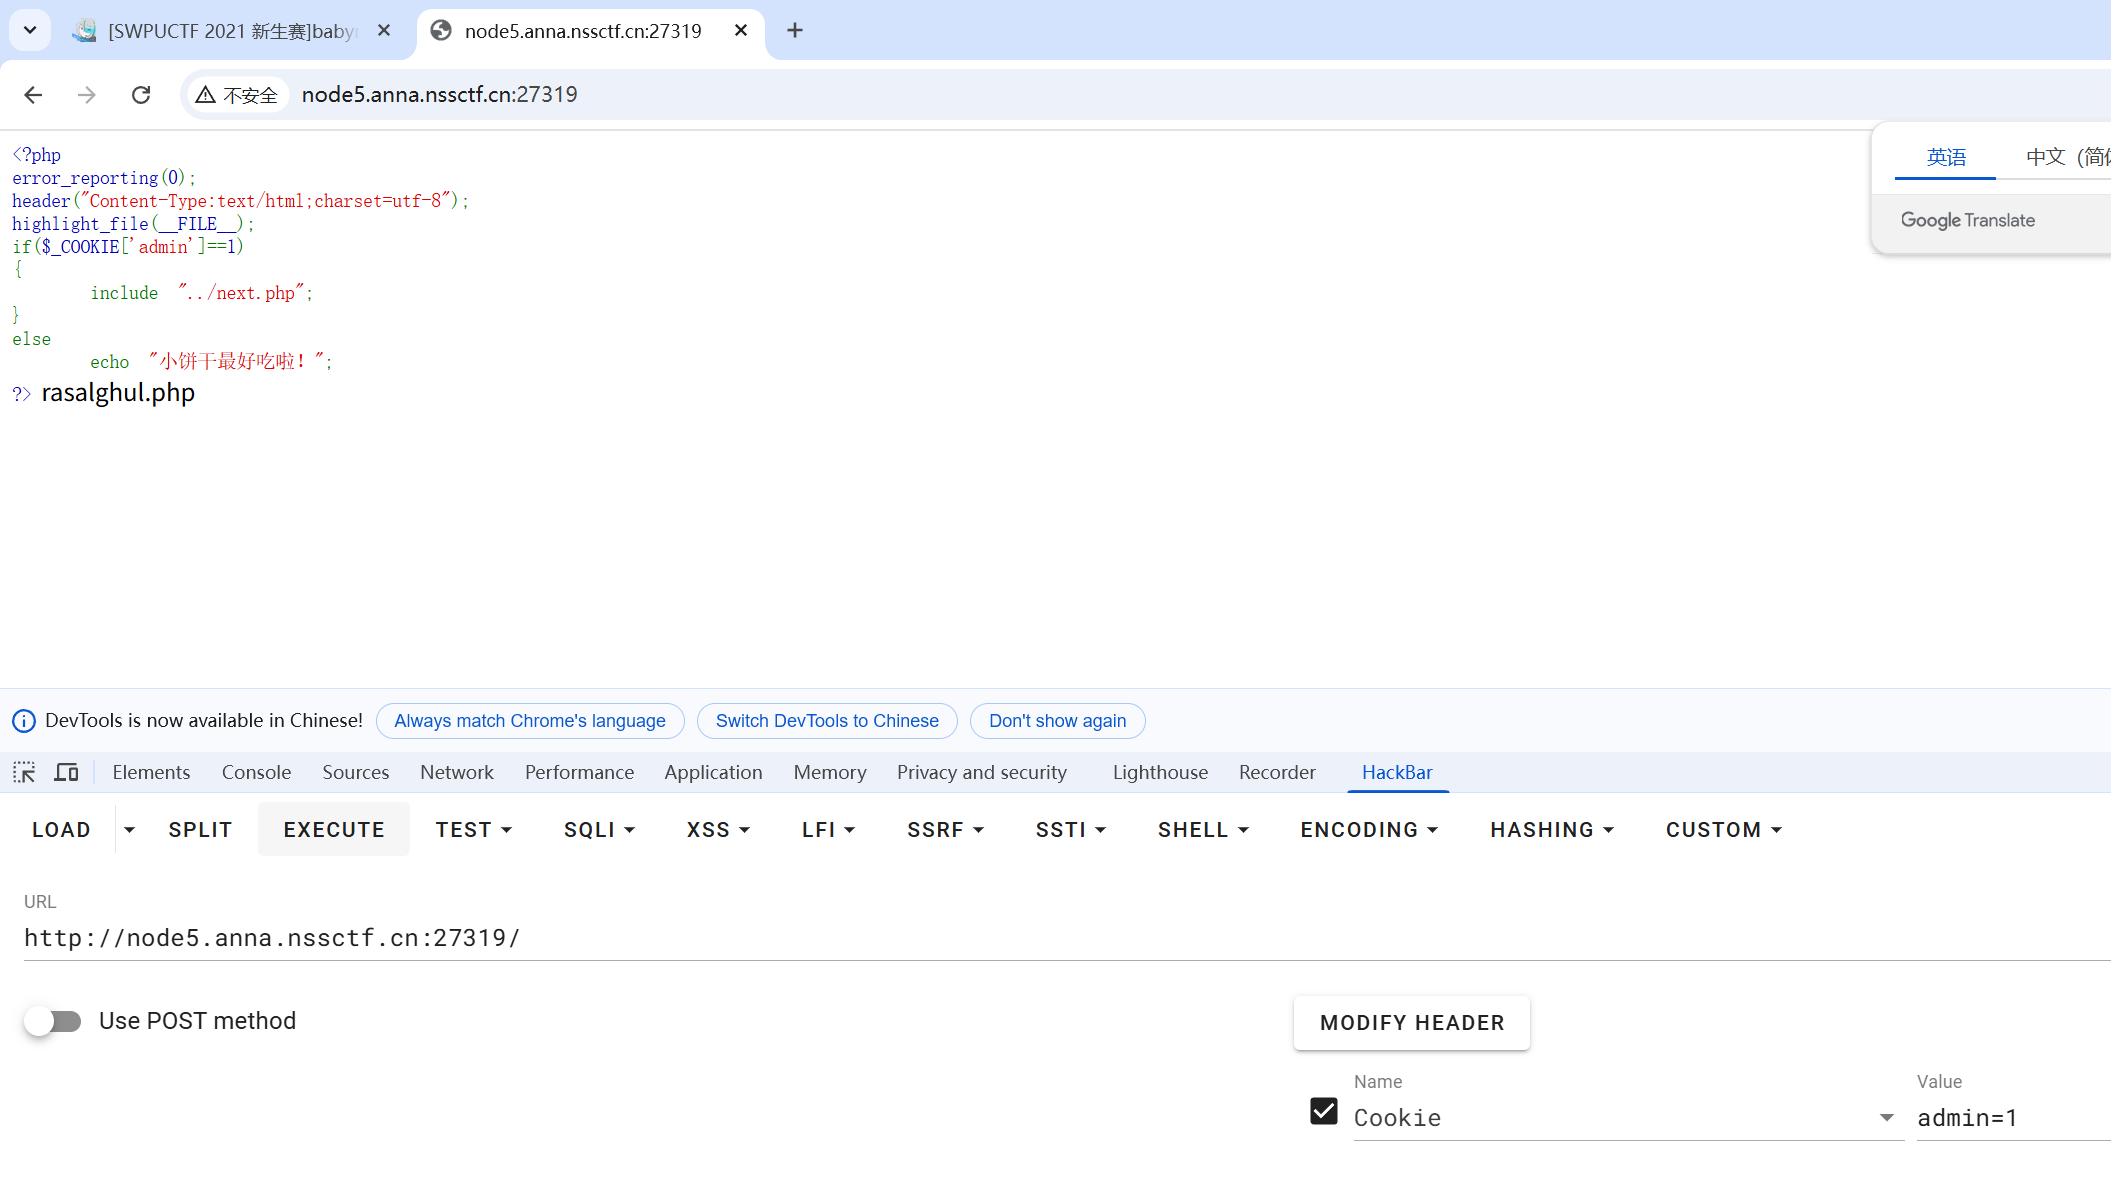 [SWPUCTF 2021 新生赛]baby
node5.anna.nssctf.cn:27319
不安全
node5.anna.nssctf.cn:27319
英语
中文（简体
Google Translate
<?php
error_reporting(0);
header("Content-Type:text/html;charset=utf-8");
highlight_file(__FILE__);
if($_COOKIE['admin']==1)
{
include "../next.php";
}
else
echo "小饼干最好吃啦！";
?> rasalghul.php
DevTools is now available in Chinese!
Always match Chrome's language
Switch DevTools to Chinese
Don't show again
Elements
Console
Sources
Network
Performance
Application
Memory
Privacy and security
Lighthouse
Recorder
HackBar
LOAD
SPLIT
EXECUTE
TEST
SQLI
XSS
LFI
SSRF
SSTI
SHELL
ENCODING
HASHING
CUSTOM
URL
http://node5.anna.nssctf.cn:27319/
Use POST method
MODIFY HEADER
Name
Value
Cookie
admin=1